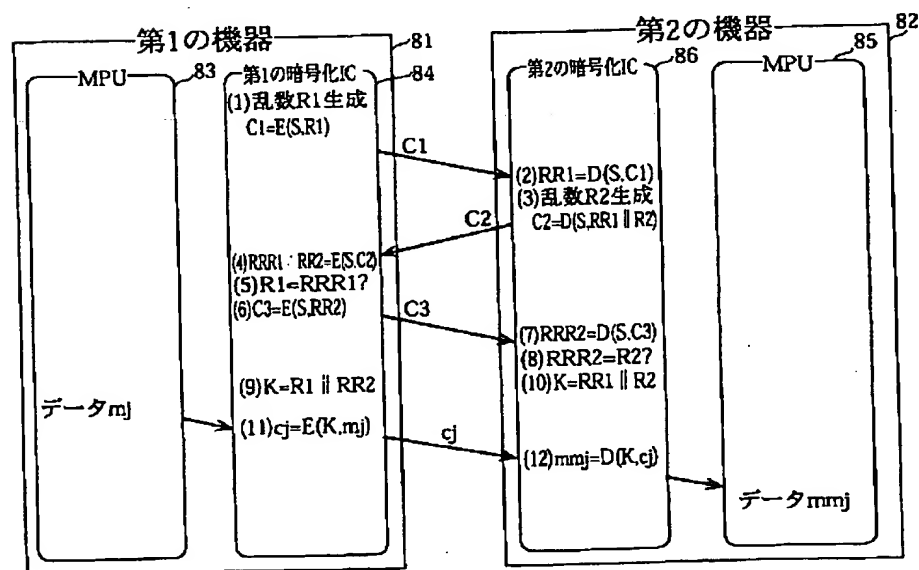 第1の機器
81
MPU
83
第1の暗号化IC
84
(1)乱数R1生成
C1=E(S,R1)
C1
(4)RRR1‖RR2=E(S,C2)
(5)R1=RRR1?
(6)C3=E(S,RR2)
C2
C3
(9)K=R1‖RR2
データmj
(11)cj=E(K,mj)
cj
第2の機器
82
第2の暗号化IC
86
MPU
85
(2)RR1=D(S,C1)
(3)乱数R2生成
C2=D(S,RR1‖R2)
(7)RRR2=D(S,C3)
(8)RRR2=R2?
(10)K=RR1‖R2
(12)mmj=D(K,cj)
データmmj